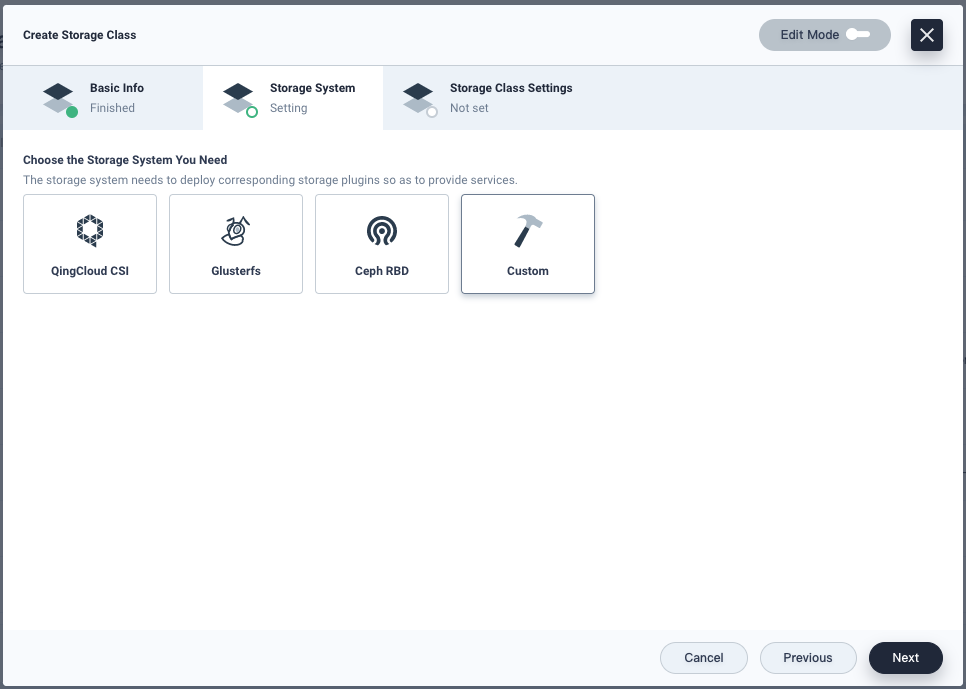 Create Storage Class
Edit Mode
Basic Info
Finished
Storage System
Setting
Storage Class Settings
Not set
Choose the Storage System You Need
The storage system needs to deploy corresponding storage plugins so as to provide services.
QingCloud CSI
Glusterfs
Ceph RBD
Custom
Cancel
Previous
Next